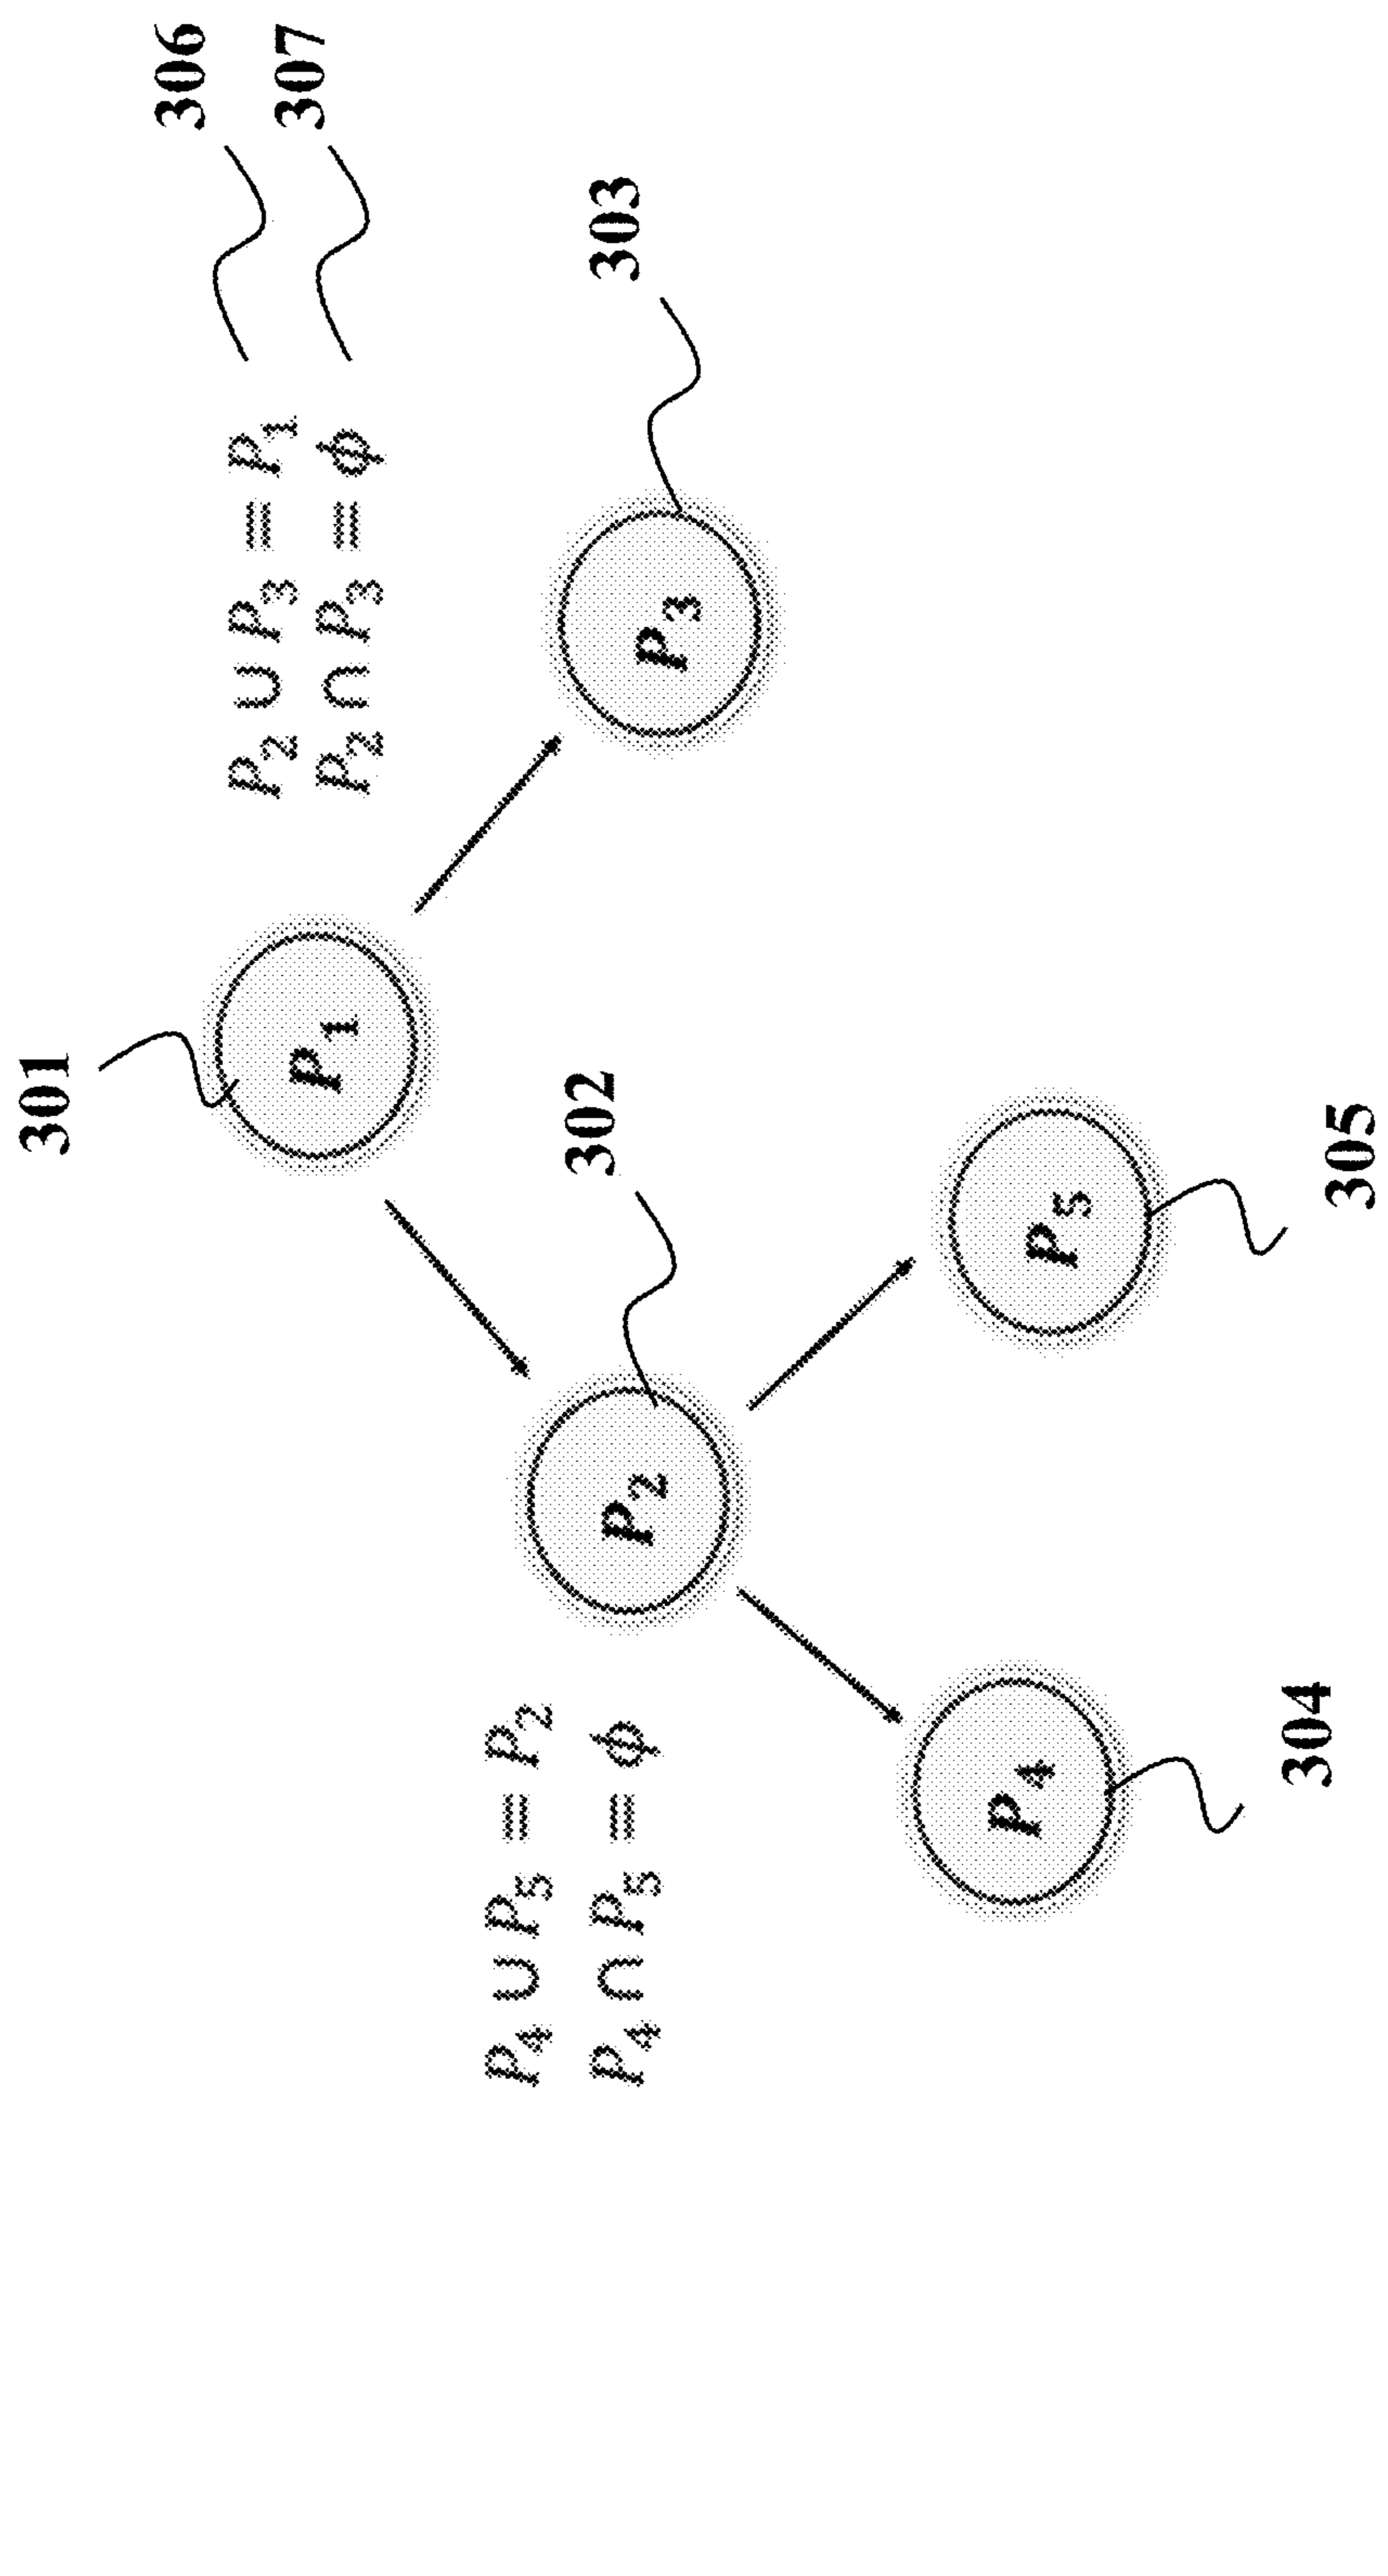 306
307
P2 ∪ P3 = P1
P2 ∩ P3 = ϕ
301
P1
303
P3
302
P4 ∪ P5 = P2
P4 ∩ P5 = ϕ
P2
P4
P5
304
305